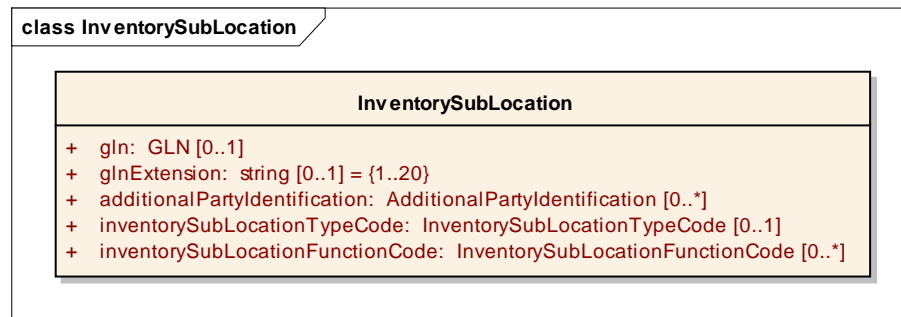 class InventorySubLocation
InventorySubLocation
+ gln: GLN [0..1]
+ glnExtension: string [0..1] = {1..20}
+ additionalPartyIdentification: AdditionalPartyIdentification [0..*]
+ inventorySubLocationTypeCode: InventorySubLocationTypeCode [0..1]
+ inventorySubLocationFunctionCode: InventorySubLocationFunctionCode [0..*]